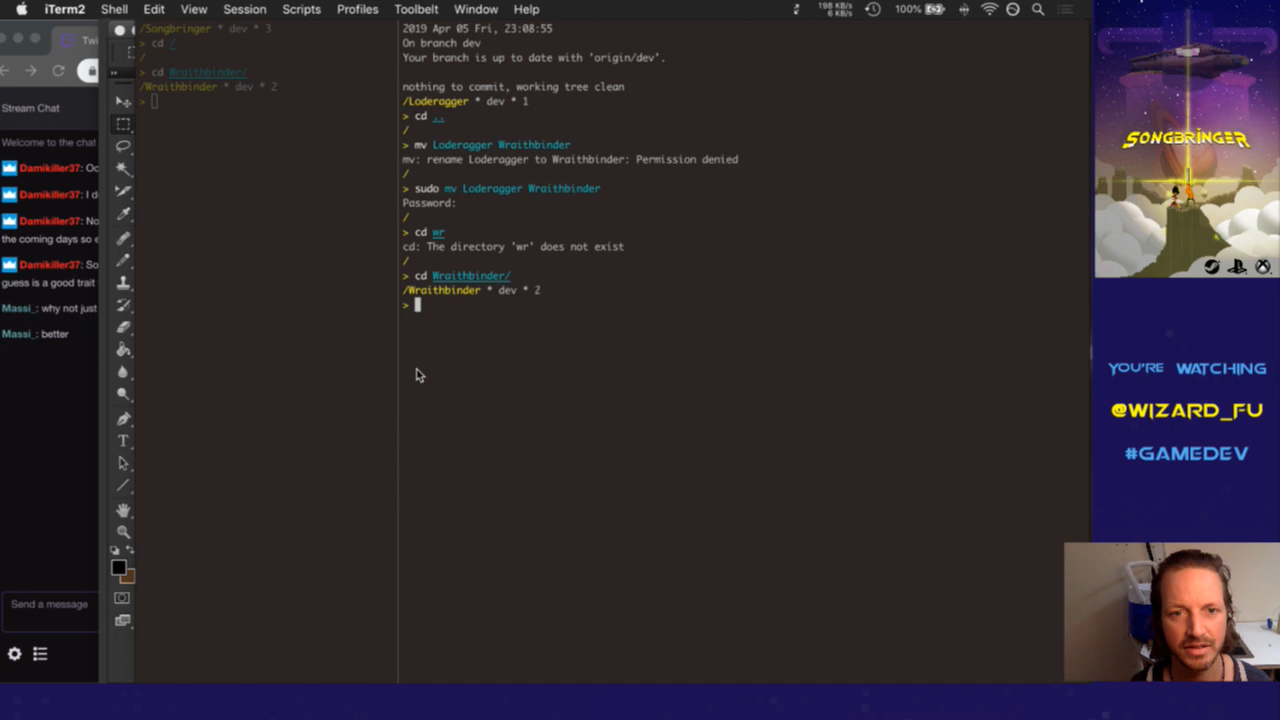 iTerm2 Shell Edit View Session Scripts Profiles Toolbelt Window Help
198 KB/s
6 KB/s
100%
Stream Chat
Welcome to the chat
Damikiller37:
Damikiller37: I
Damikiller37:
the coming days so
Damikiller37:
guess is a good trait
Massi_: why not just
Massi_: better
Send a message
/Songbringer * dev * 3
> cd /
/
> cd Wraithbinder/
/Wraithbinder * dev * 2
>
2019 Apr 05 Fri, 23:08:55
On branch dev
Your branch is up to date with 'origin/dev'.
nothing to commit, working tree clean
/Loderagger * dev * 1
> cd ..
/
> mv Loderagger Wraithbinder
mv: rename Loderagger to Wraithbinder: Permission denied
/
> sudo mv Loderagger Wraithbinder
Password:
/
> cd wr
cd: The directory 'wr' does not exist
/
> cd Wraithbinder/
/Wraithbinder * dev * 2
>
SONGBRINGER
YOU'RE WATCHING
@WIZARD_FU
#GAMEDEV